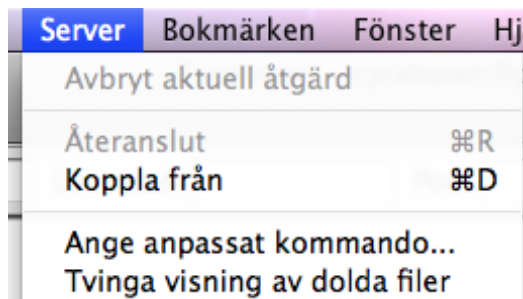 Server Bokmärken Fönster Hj
Avbryt aktuell åtgärd
Återanslut ⌘R
Koppla från ⌘D
Ange anpassat kommando...
Tvinga visning av dolda filer